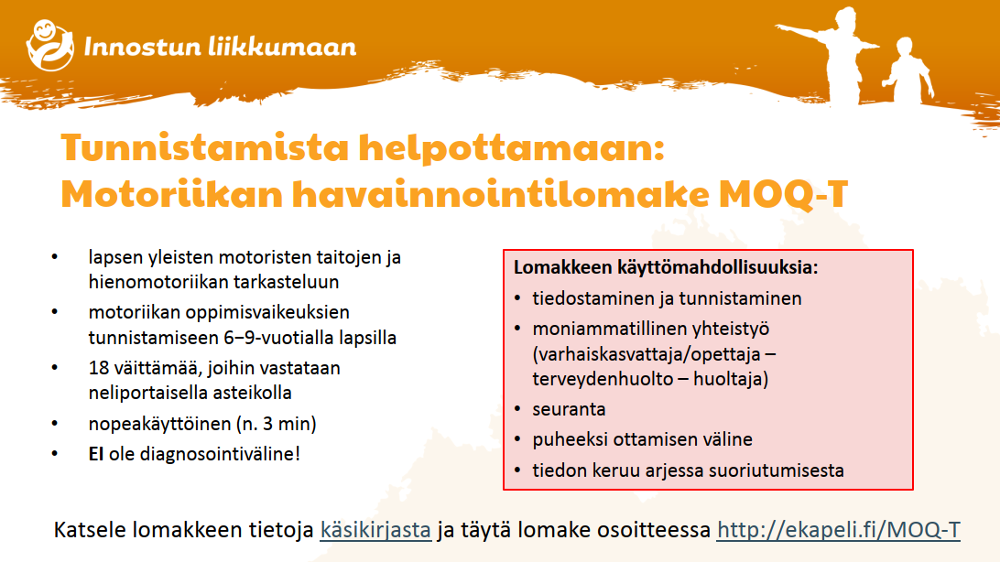 Innostun liikkumaan
Tunnistamista helpottamaan:
Motoriikan havainnointilomake MOQ-T
• lapsen yleisten motoristen taitojen ja
hienomotoriikan tarkasteluun
• motoriikan oppimisvaikeuksien
tunnistamiseen 6–9-vuotialla lapsilla
• 18 väittämää, joihin vastataan
neliportaisella asteikolla
• nopeakäyttöinen (n. 3 min)
• EI ole diagnosointiväline!
Lomakkeen käyttömahdollisuuksia:
• tiedostaminen ja tunnistaminen
• moniammatillinen yhteistyö
(varhaiskasvattaja/opettaja –
terveydenhuolto – huoltaja)
• seuranta
• puheeksi ottamisen väline
• tiedon keruu arjessa suoriutumisesta
Katsele lomakkeen tietoja käsikirjasta ja täytä lomake osoitteessa http://ekapeli.fi/MOQ-T